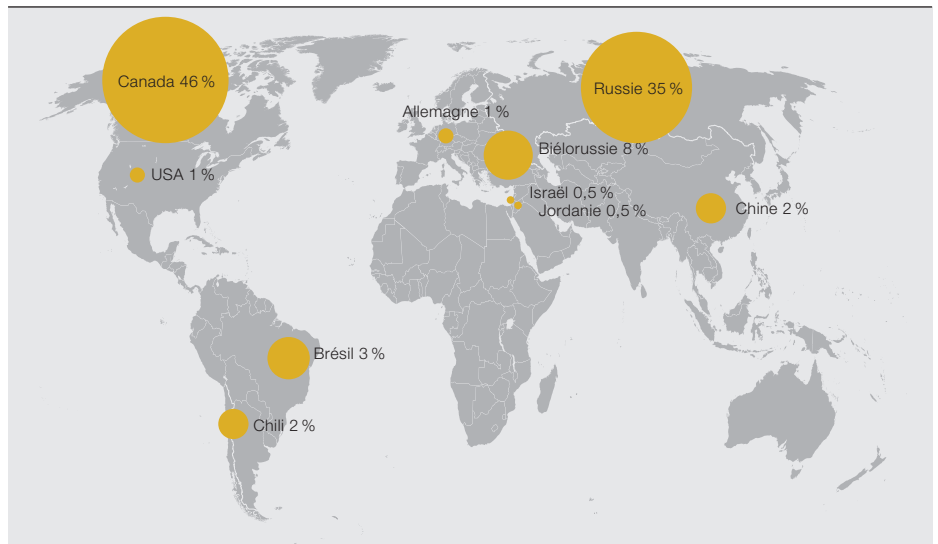 Canada 46 %
Russie 35 %
Allemagne 1 %
Biélorussie 8 %
USA 1 %
Israël 0,5 %
Jordanie 0,5 %
Chine 2 %
Brésil 3 %
Chili 2 %